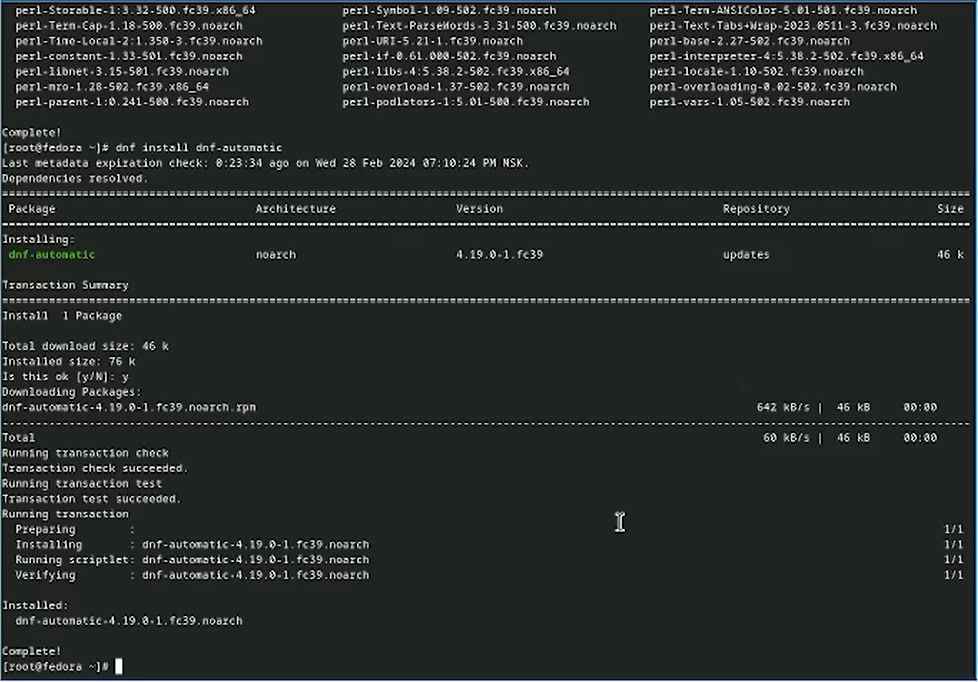 perl-Storable-1:3.32-500.fc39.x86_64 perl-Symbol-1.09-502.fc39.noarch perl-Term-ANSIColor-5.01-501.fc39.noarch
perl-Term-Cap-1.18-500.fc39.noarch perl-Text-ParseWords-3.31-500.fc39.noarch perl-Text-Tabs+Wrap-2023.0511-3.fc39.noarch
perl-Time-Local-2:1.350-3.fc39.noarch perl-URI-5.21-1.fc39.noarch perl-base-2.27-502.fc39.noarch
perl-constant-1.33-501.fc39.noarch perl-if-0.61.000-502.fc39.noarch perl-interpreter-4:5.38.2-502.fc39.x86_64
perl-libnet-3.15-501.fc39.noarch perl-libs-4:5.38.2-502.fc39.x86_64 perl-locale-1.10-502.fc39.noarch
perl-mro-1.28-502.fc39.x86_64 perl-overload-1.37-502.fc39.noarch perl-overloading-0.02-502.fc39.noarch
perl-parent-1:0.241-500.fc39.noarch perl-podlators-1:5.01-500.fc39.noarch perl-vars-1.05-502.fc39.noarch
Complete!
[root@fedora ~]# dnf install dnf-automatic
Last metadata expiration check: 0:23:34 ago on Wed 28 Feb 2024 07:10:24 PM NSK.
Dependencies resolved.
Package Architecture Version Repository Size
Installing:
dnf-automatic noarch 4.19.0-1.fc39 updates 46 k
Transaction Summary
Install 1 Package
Total download size: 46 k
Installed size: 76 k
Is this ok [y/N]: y
Downloading Packages:
dnf-automatic-4.19.0-1.fc39.noarch.rpm 642 kB/s | 46 kB 00:00
Total 60 kB/s | 46 kB 00:00
Running transaction check
Transaction check succeeded.
Running transaction test
Transaction test succeeded.
Running transaction
Preparing : 1/1
Installing : dnf-automatic-4.19.0-1.fc39.noarch 1/1
Running scriptlet: dnf-automatic-4.19.0-1.fc39.noarch 1/1
Verifying : dnf-automatic-4.19.0-1.fc39.noarch 1/1
Installed:
dnf-automatic-4.19.0-1.fc39.noarch
Complete!
[root@fedora ~]#